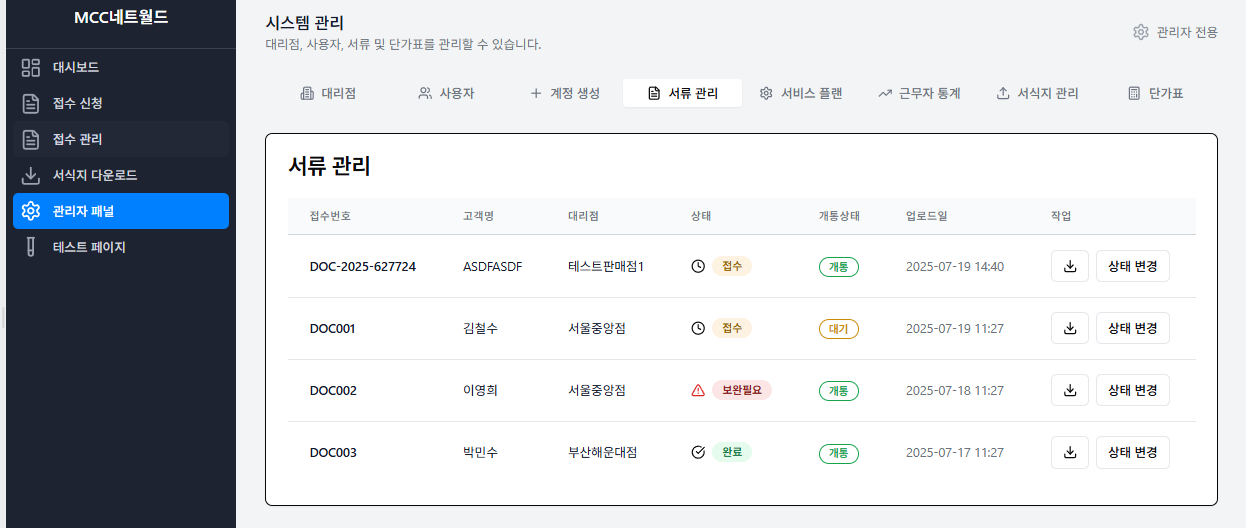 MCC네트월드
대시보드
접수 신청
접수 관리
서식지 다운로드
관리자 패널
테스트 페이지
시스템 관리
대리점, 사용자, 서류 및 단가표를 관리할 수 있습니다.
관리자 전용
대리점 사용자 계정 생성 서류 관리 서비스 플랜 근무자 통계 서식지 관리 단가표
서류 관리
접수번호 고객명 대리점 상태 개통상태 업로드일 작업
DOC-2025-627724 ASDFASDF 테스트판매점1 접수 개통 2025-07-19 14:40 상태 변경
DOC001 김철수 서울중앙점 접수 대기 2025-07-19 11:27 상태 변경
DOC002 이영희 서울중앙점 보완필요 개통 2025-07-18 11:27 상태 변경
DOC003 박민수 부산해운대점 완료 개통 2025-07-17 11:27 상태 변경